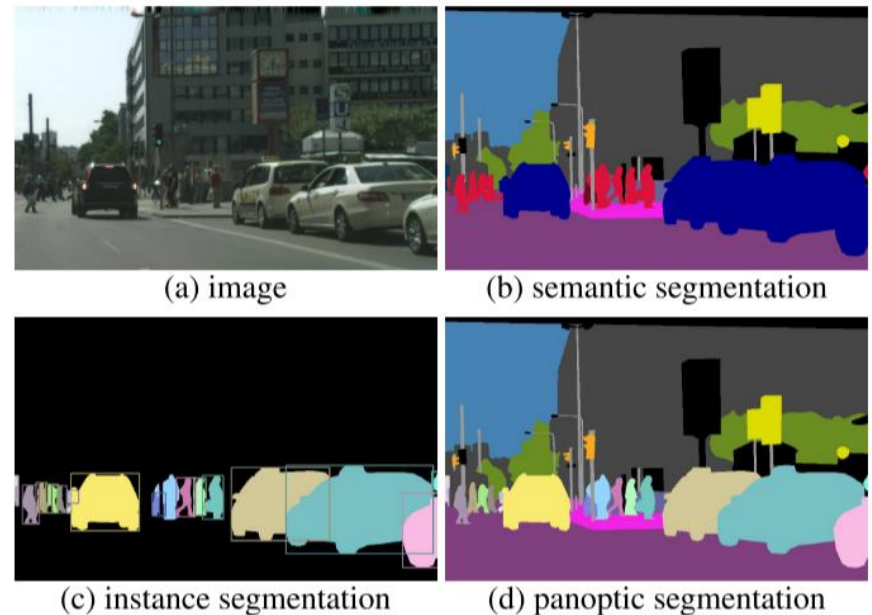 (a) image
(b) semantic segmentation
(c) instance segmentation
(d) panoptic segmentation